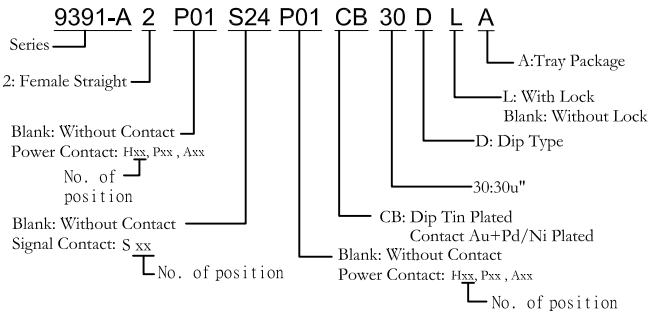 9391-A 2 P01 S24 P01 CB 30 D L A
Series
A:Tray Package
2: Female Straight
L: With Lock
Blank: Without Lock
Blank: Without Contact
Power Contact: Hxx, Pxx , Axx
D: Dip Type
No. of
position
30:30u"
Blank: Without Contact
Signal Contact: S xx
CB: Dip Tin Plated
Contact Au+Pd/Ni Plated
No. of position
Blank: Without Contact
Power Contact: Hxx, Pxx , Axx
No. of position